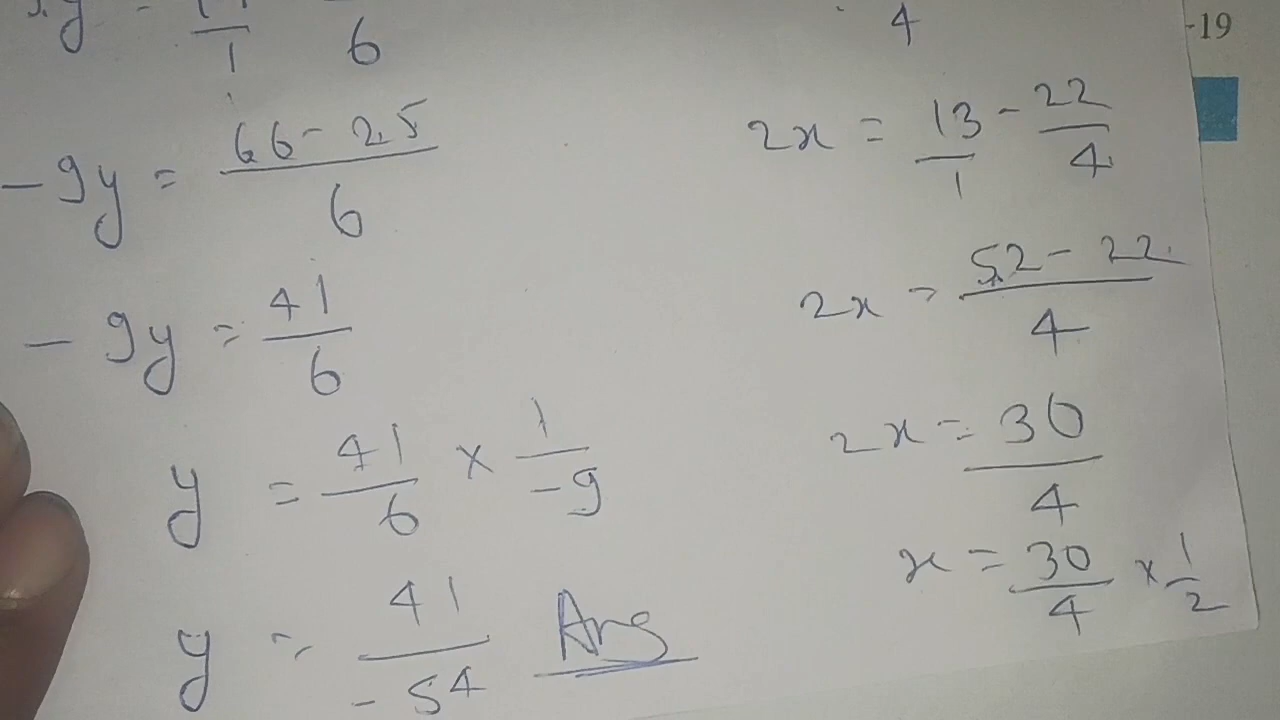 6
-9y = 66-25/6
-9y = 41/6
y = 41/6 × 1/-9
y = 41/-54 Ans
4
2x = 13/1 - 22/4
2x = 52-22/4
2x = 30/4
x = 30/4 × 1/2
-19